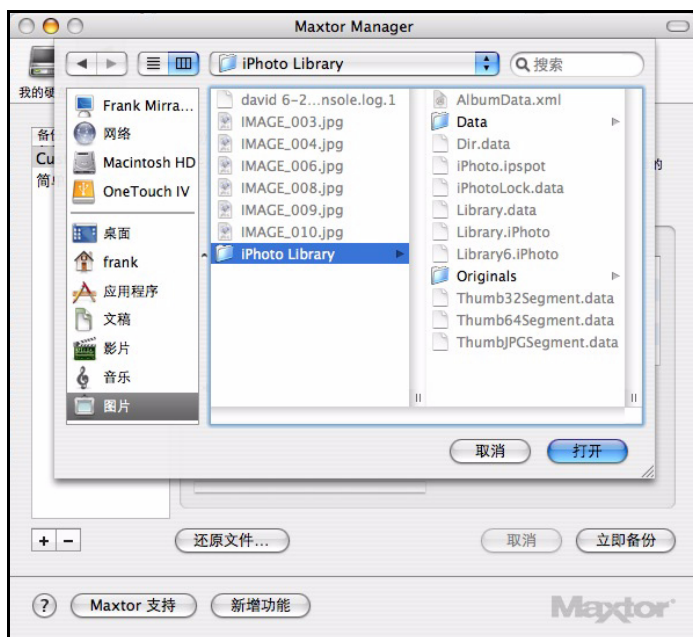 Maxtor Manager
iPhoto Library
搜索
我的硬
备份
Cu
简单
的
Frank Mirra...
网络
Macintosh HD
OneTouch IV
桌面
frank
应用程序
文稿
影片
音乐
图片
david 6-2...nsole.log.1
IMAGE_003.jpg
IMAGE_004.jpg
IMAGE_006.jpg
IMAGE_008.jpg
IMAGE_009.jpg
IMAGE_010.jpg
iPhoto Library
AlbumData.xml
Data
Dir.data
iPhoto.ipspot
iPhotoLock.data
Library.data
Library.iPhoto
Library6.iPhoto
Originals
Thumb32Segment.data
Thumb64Segment.data
ThumbJPGSegment.data
取消
打开
+ −
还原文件...
取消
立即备份
?
Maxtor 支持
新增功能
Maxtor